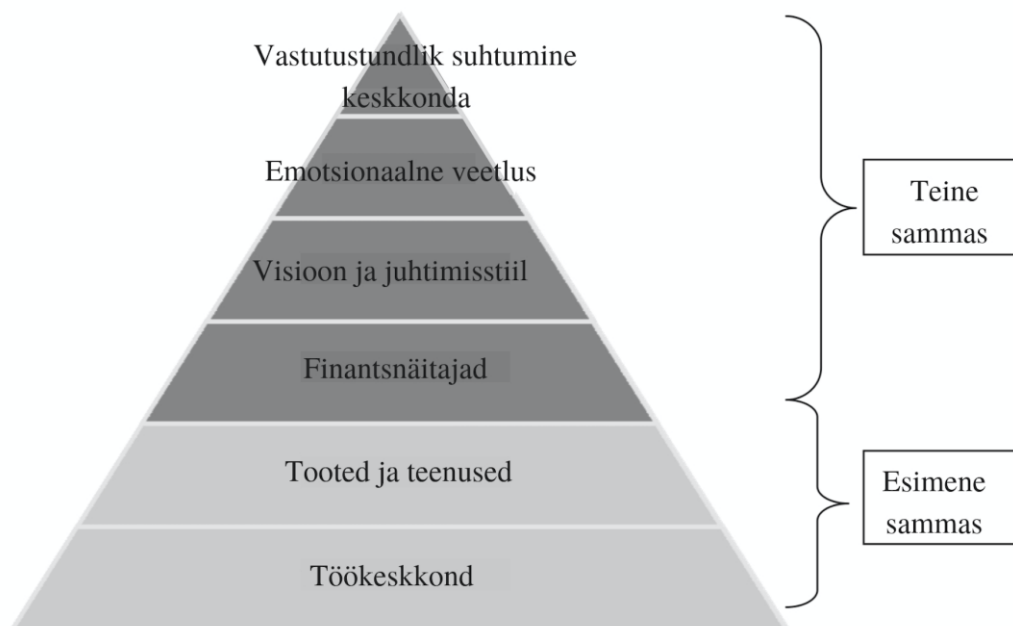 Vastutustundlik suhtumine
keskkonda
Emotsionaalne veetlus
Visioon ja juhtimisstiil
Finantsnäitajad
Tooted ja teenused
Töökeskkond
Teine
sammas
Esimene
sammas